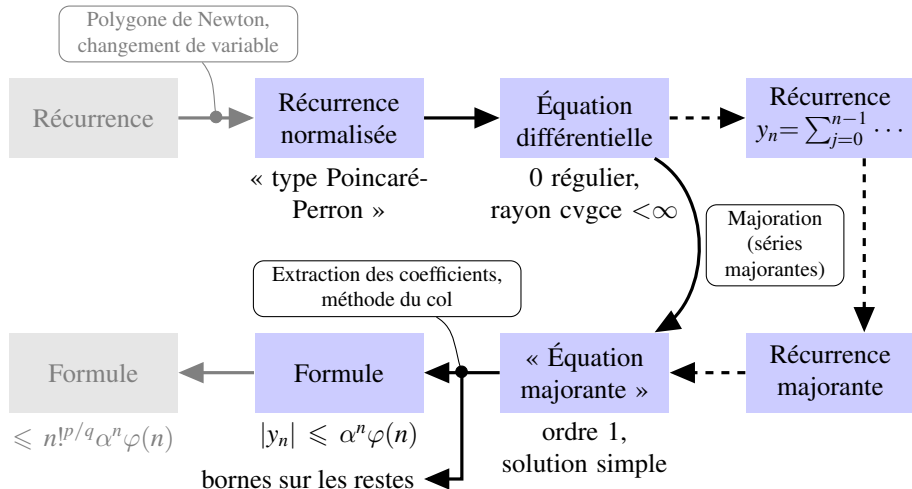 Polygone de Newton,
changement de variable
Récurrence
Récurrence
normalisée
« type Poincaré-
Perron »
Équation
différentielle
0 régulier,
rayon cvgce <∞
Récurrence
y_n = ∑_{j=0}^{n−1} ⋯
Majoration
(séries
majorantes)
Extraction des coefficients,
méthode du col
Formule
⩽ n!^{p/q} α^n φ(n)
Formule
|y_n| ⩽ α^n φ(n)
bornes sur les restes
« Équation
majorante »
ordre 1,
solution simple
Récurrence
majorante